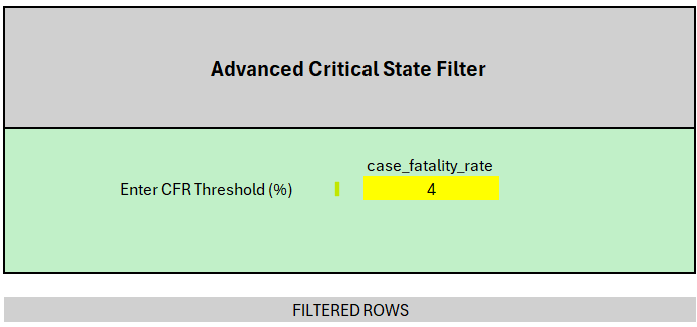 Advanced Critical State Filter
case_fatality_rate
Enter CFR Threshold (%)
4
FILTERED ROWS